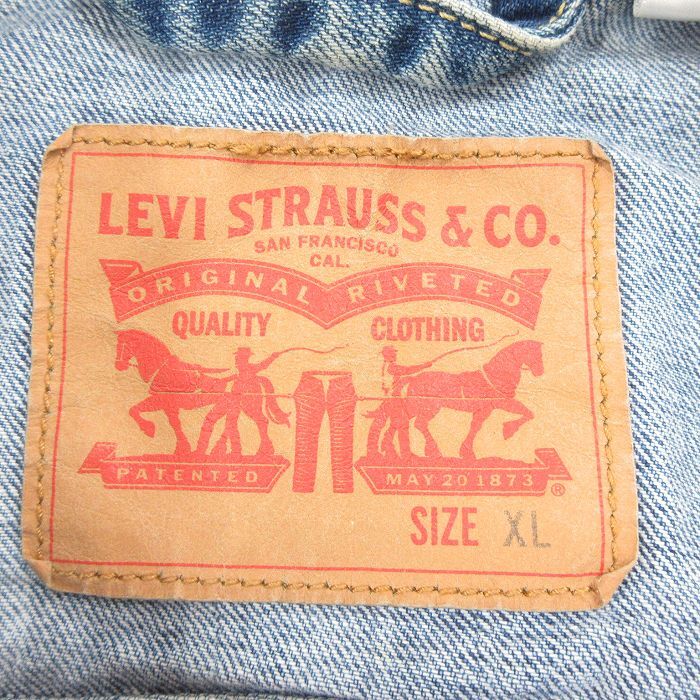 LEVI STRAUSS & CO.
SAN FRANCISCO
CAL.
ORIGINAL RIVETED
QUALITY CLOTHING
PATENTED MAY 20 1873 ®
SIZE XL